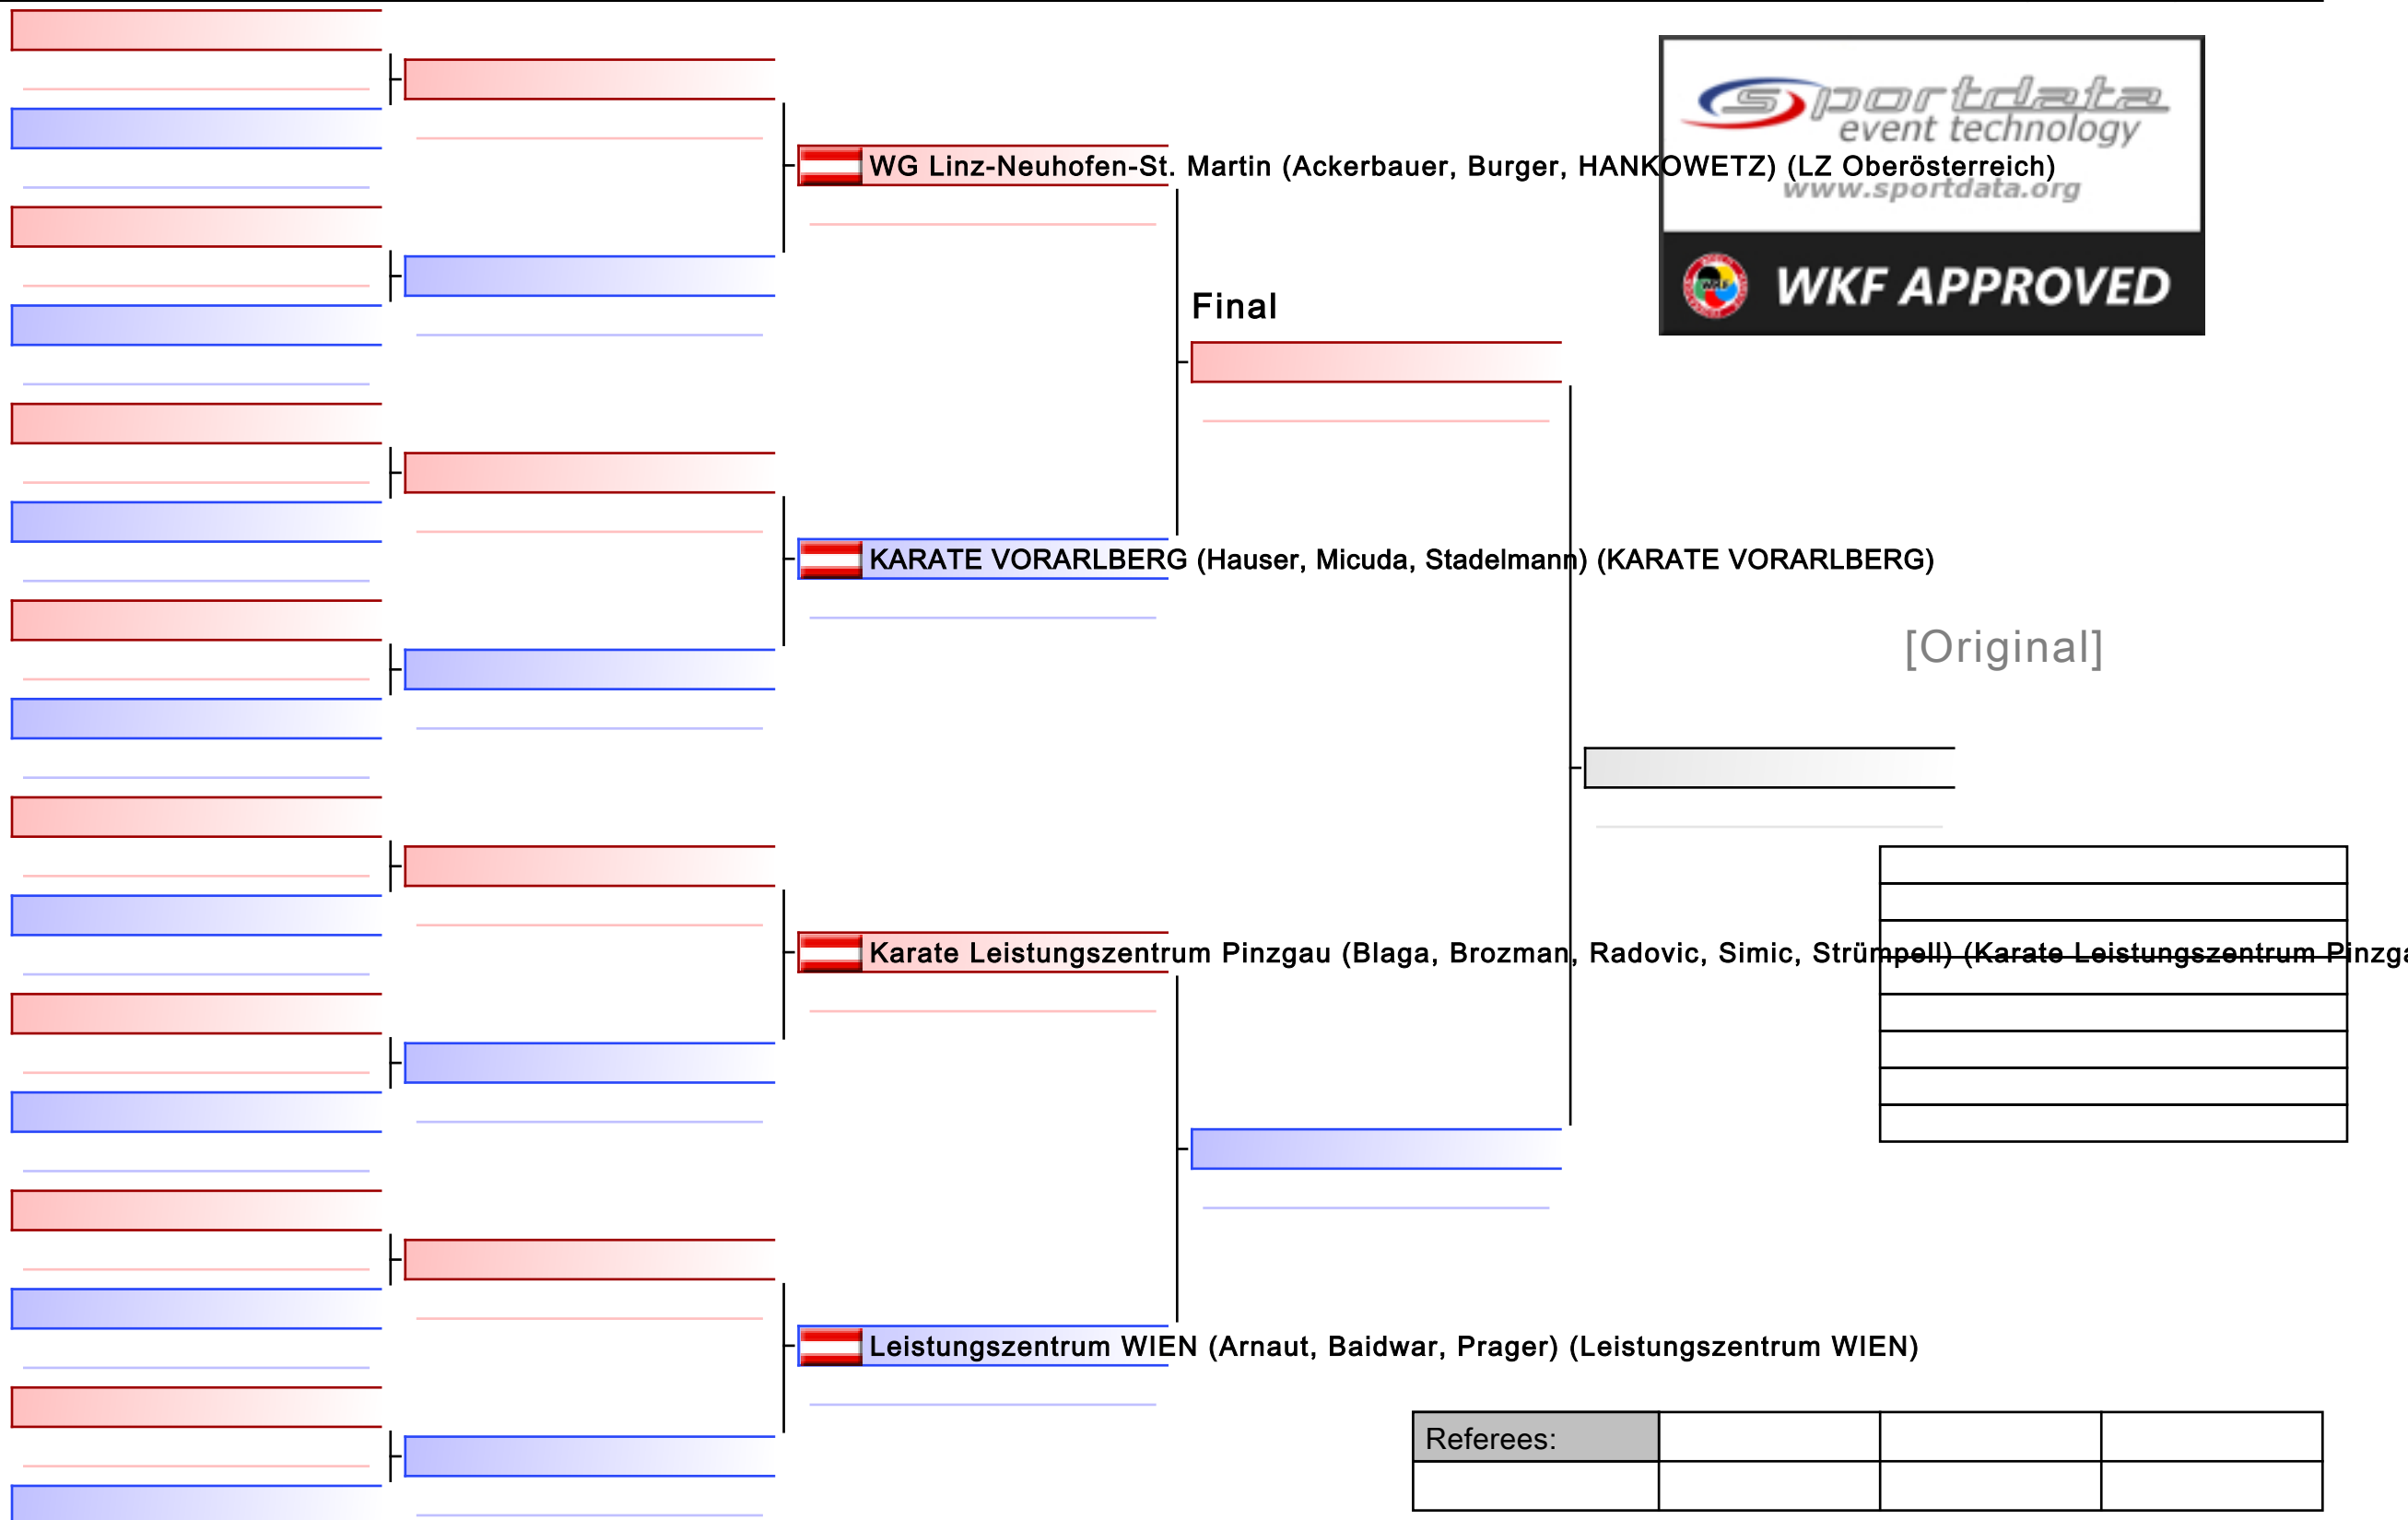 sportdata
event technology
WG Linz-Neuhofen-St. Martin (Ackerbauer, Burger, HANKOWETZ) (LZ Oberösterreich)
www.sportdata.org
WKF
WKF APPROVED
Final
KARATE VORARLBERG (Hauser, Micuda, Stadelmann) (KARATE VORARLBERG)
[Original]
Karate Leistungszentrum Pinzgau (Blaga, Brozman, Radovic, Simic, Strümpell) (Karate Leistungszentrum Pinzga
Leistungszentrum WIEN (Arnaut, Baidwar, Prager) (Leistungszentrum WIEN)
Referees: